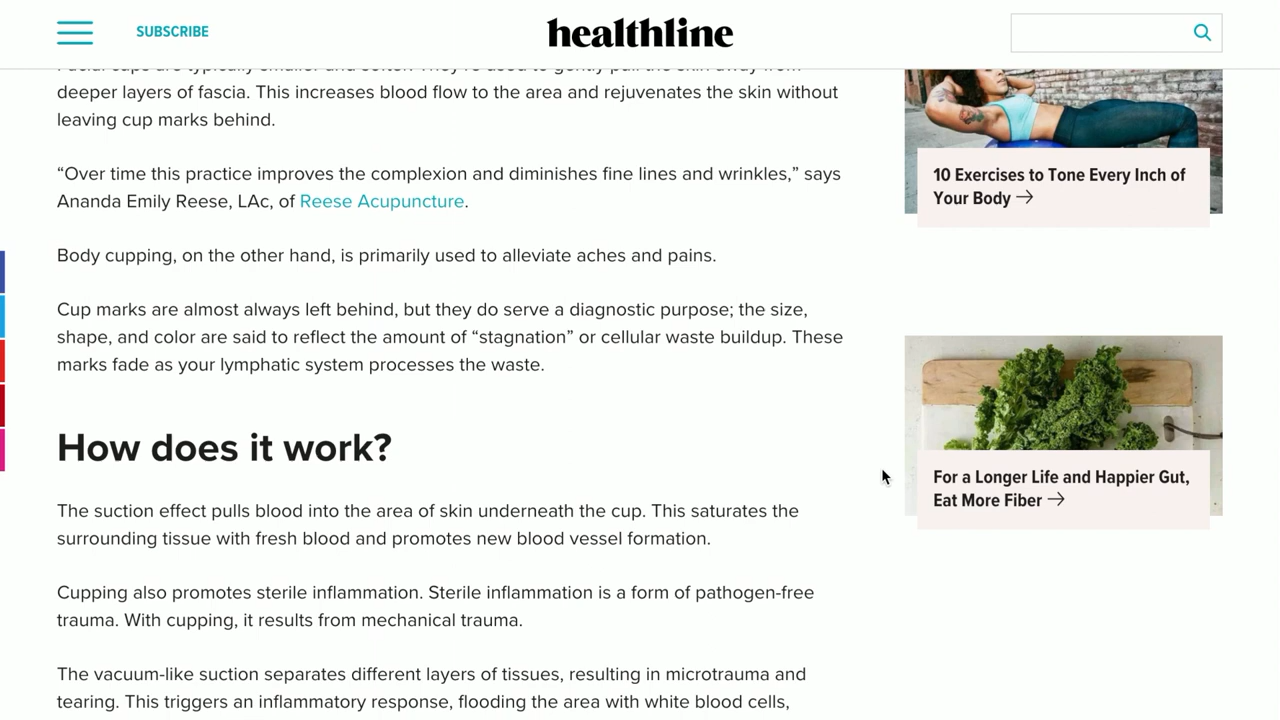 SUBSCRIBE
healthline
Facial cups are typically smaller and softer. They're used to gently pull the skin away from
deeper layers of fascia. This increases blood flow to the area and rejuvenates the skin without
leaving cup marks behind.
“Over time this practice improves the complexion and diminishes fine lines and wrinkles,” says
Ananda Emily Reese, LAc, of Reese Acupuncture.
Body cupping, on the other hand, is primarily used to alleviate aches and pains.
Cup marks are almost always left behind, but they do serve a diagnostic purpose; the size,
shape, and color are said to reflect the amount of “stagnation” or cellular waste buildup. These
marks fade as your lymphatic system processes the waste.
How does it work?
The suction effect pulls blood into the area of skin underneath the cup. This saturates the
surrounding tissue with fresh blood and promotes new blood vessel formation.
Cupping also promotes sterile inflammation. Sterile inflammation is a form of pathogen-free
trauma. With cupping, it results from mechanical trauma.
The vacuum-like suction separates different layers of tissues, resulting in microtrauma and
tearing. This triggers an inflammatory response, flooding the area with white blood cells,
10 Exercises to Tone Every Inch of
Your Body →
For a Longer Life and Happier Gut,
Eat More Fiber →